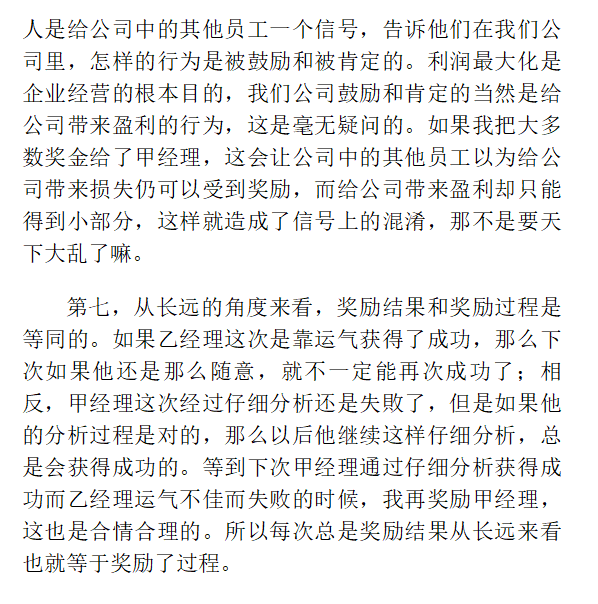 人是给公司中的其他员工一个信号，告诉他们在我们公
司里，怎样的行为是被鼓励和被肯定的。利润最大化是
企业经营的根本目的，我们公司鼓励和肯定的当然是给
公司带来盈利的行为，这是毫无疑问的。如果我把大多
数奖金给了甲经理，这会让公司中的其他员工以为给公
司带来损失仍可以受到奖励，而给公司带来盈利却只能
得到小部分，这样就造成了信号上的混淆，那不是要天
下大乱了嘛。
第七，从长远的角度来看，奖励结果和奖励过程是
等同的。如果乙经理这次是靠运气获得了成功，那么下
次如果他还是那么随意，就不一定能再次成功了；相
反，甲经理这次经过仔细分析还是失敗了，但是如果他
的分析过程是对的，那么以后他继续这样仔细分析，总
是会获得成功的。等到下次甲经理通过仔细分析获得成
功而乙经理运气不佳而失败的时候，我再奖励甲经理，
这也是合情合理的。所以每次总是奖励结果从长远来看
也就等于奖励了过程。